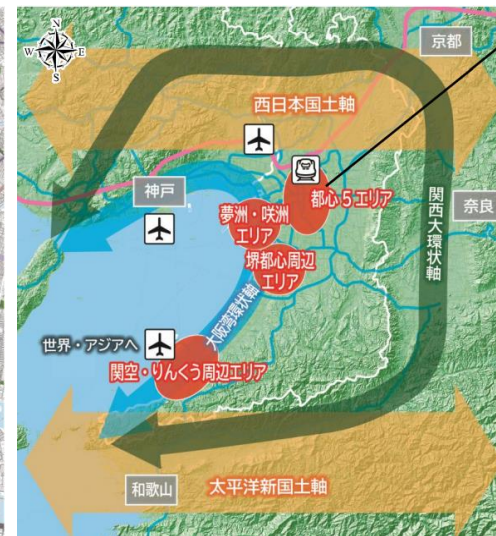 N
W E
S
京都
西日本国土軸
神戸
都心5エリア
夢洲・咲洲
エリア
奈良
関西大環状軸
堺都心周辺
エリア
大阪湾環状軸
世界・アジアへ
関空・りんくう周辺エリア
和歌山
太平洋新国土軸